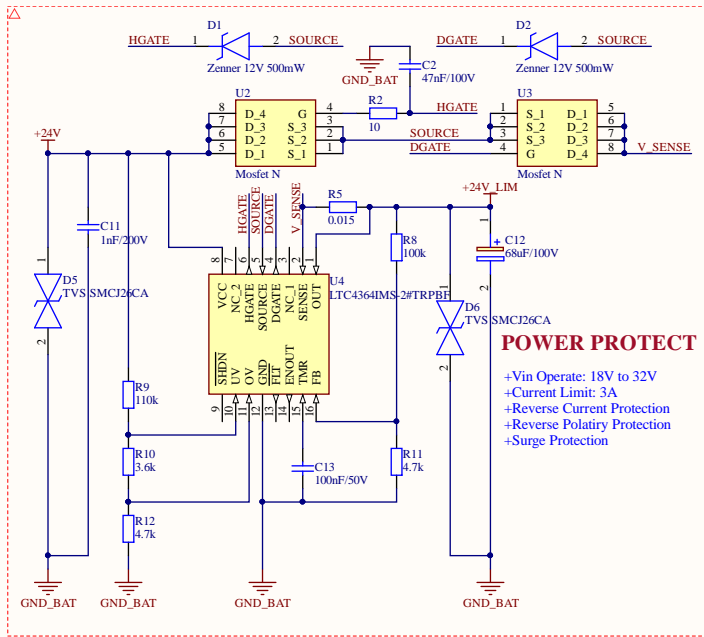 D1
HGATE 1 2 SOURCE
Zenner 12V 500mW
D2
DGATE 1 2 SOURCE
Zenner 12V 500mW
C2
47nF/100V
GND_BAT
U2
8 D_4 G 4
7 D_3 S_3 3
6 D_2 S_2 2
5 D_1 S_1 1
Mosfet N
R2
10
HGATE
SOURCE
DGATE
U3
1 S_1 D_1 5
2 S_2 D_2 6
3 S_3 D_3 7
4 G D_4 8
Mosfet N
V_SENSE
+24V
C11
1nF/200V
HGATE
SOURCE
DGATE
V_SENSE
R5
0.015
+24V_LIM
R8
100k
1
C12
+
68uF/100V
2
1
D5
TVS SMCJ26CA
2
8 7 6 5 4 3 2 1
VCC
NC_2
HGATE
SOURCE
DGATE
NC_1
SENSE
OUT
U4
LTC4364IMS-2#TRPBF
SHDN
UV
OV
GND
FLT
ENOUT
TMR
FB
9 10 11 12 13 14 15 16
1
D6
TVS SMCJ26CA
2
POWER PROTECT
+Vin Operate: 18V to 32V
+Current Limit: 3A
+Reverse Current Protection
+Reverse Polatiry Protection
+Surge Protection
R9
110k
R10
3.6k
R12
4.7k
C13
100nF/50V
R11
4.7k
GND_BAT
GND_BAT
GND_BAT
GND_BAT